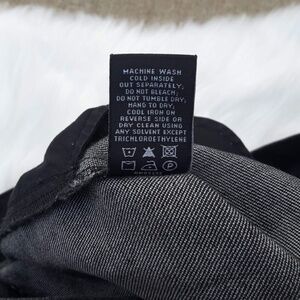 MACHINE WASH
COLD INSIDE
OUT SEPARATELY;
DO NOT BLEACH;
DO NOT TUMBLE DRY;
HANG TO DRY;
COOL IRON ON
REVERSE SIDE OR
DRY CLEAN USING
ANY SOLVENT EXCEPT
TRICHLOROETHYLENE